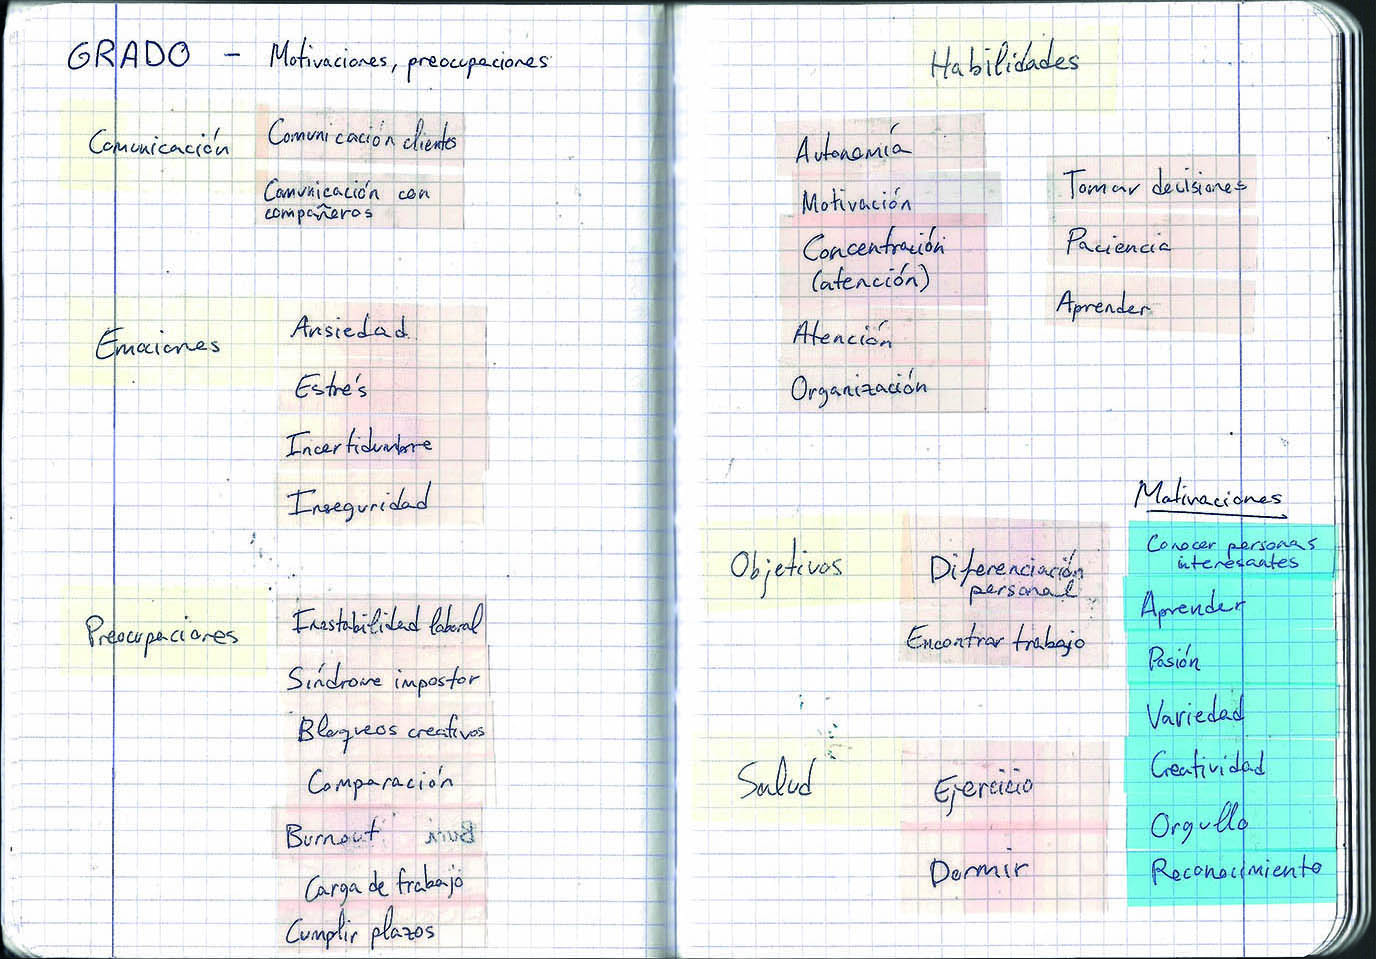 GRADO - Motivaciones, preocupaciones
Comunicación
Comunicación clientes
Comunicación con
compañeros
Emociones
Ansiedad
Estrés
Incertidumbre
Inseguridad
Preocupaciones
Inestabilidad laboral
Síndrome impostor
Bloqueos creativos
Comparación
Burnout
Carga de trabajo
Cumplir plazos
Habilidades
Autonomía
Motivación
Concentración
(atención)
Atención
Organización
Tomar decisiones
Paciencia
Aprender
Objetivos
Diferenciación
personal
Encontrar trabajo
Salud
Ejercicio
Dormir
Motivaciones
Conocer personas
interesantes
Aprender
Pasión
Variedad
Creatividad
Orgullo
Reconocimiento